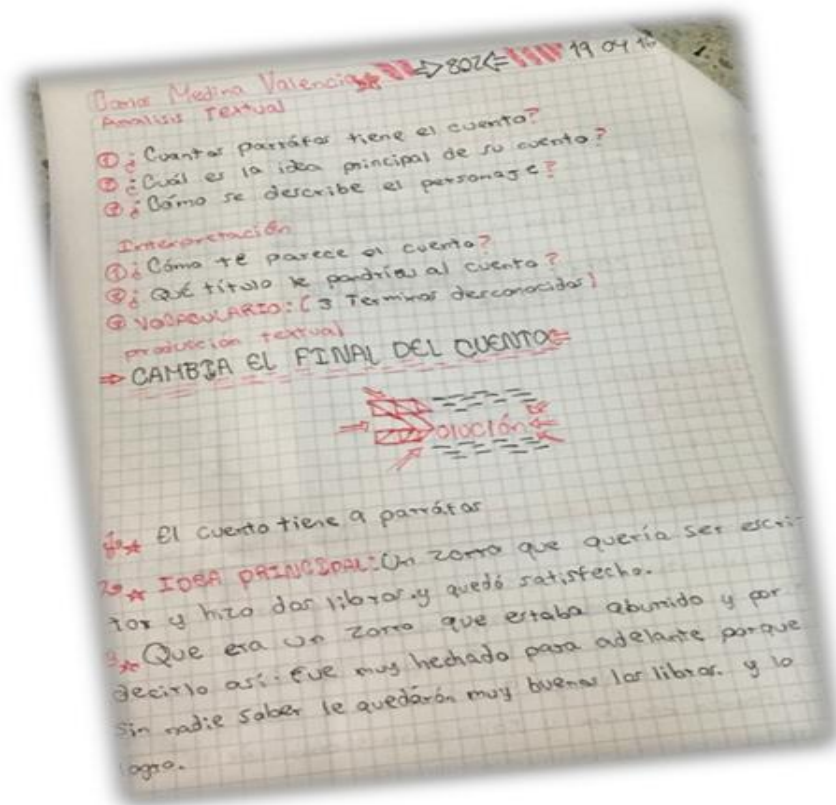 Medina Valencia ⇒802⇐ 19 04 16
Analisis Textual
① ¿Cuantos parráfos tiene el cuento?
② ¿Cuál es la idea principal de su cuento?
③ ¿Cómo se describe el personaje?
Interpretación
① ¿Cómo te parece el cuento?
② ¿Qué título le pondrías al cuento?
③ VOCABULARIO: (3 Terminos desconocidos)
producción textual
⇒ CAMBIA EL FINAL DEL CUENTO⇐
Solución
1. El cuento tiene 9 parráfos
2. IDEA PRINCIPAL: Un zorro que quería ser escri-
tor y hizo dos libros. y quedó satisfecho.
3. Que era un zorro que estaba aburrido y por
decirlo así: fue muy hechado para adelante porque
sin nadie saber le quedarón muy buenos los libros. y lo
logro.